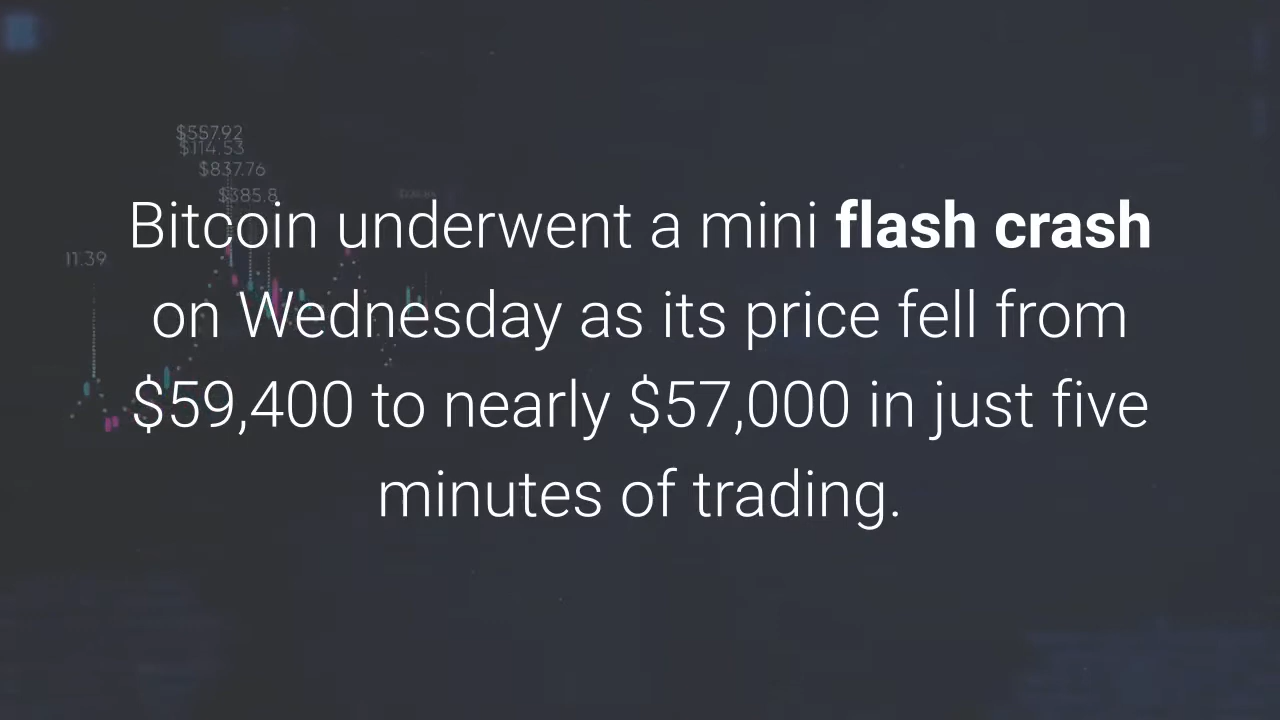 $557.92
$114.53
$837.76
$385.8
11.39
Bitcoin underwent a mini flash crash
on Wednesday as its price fell from
$59,400 to nearly $57,000 in just five
minutes of trading.